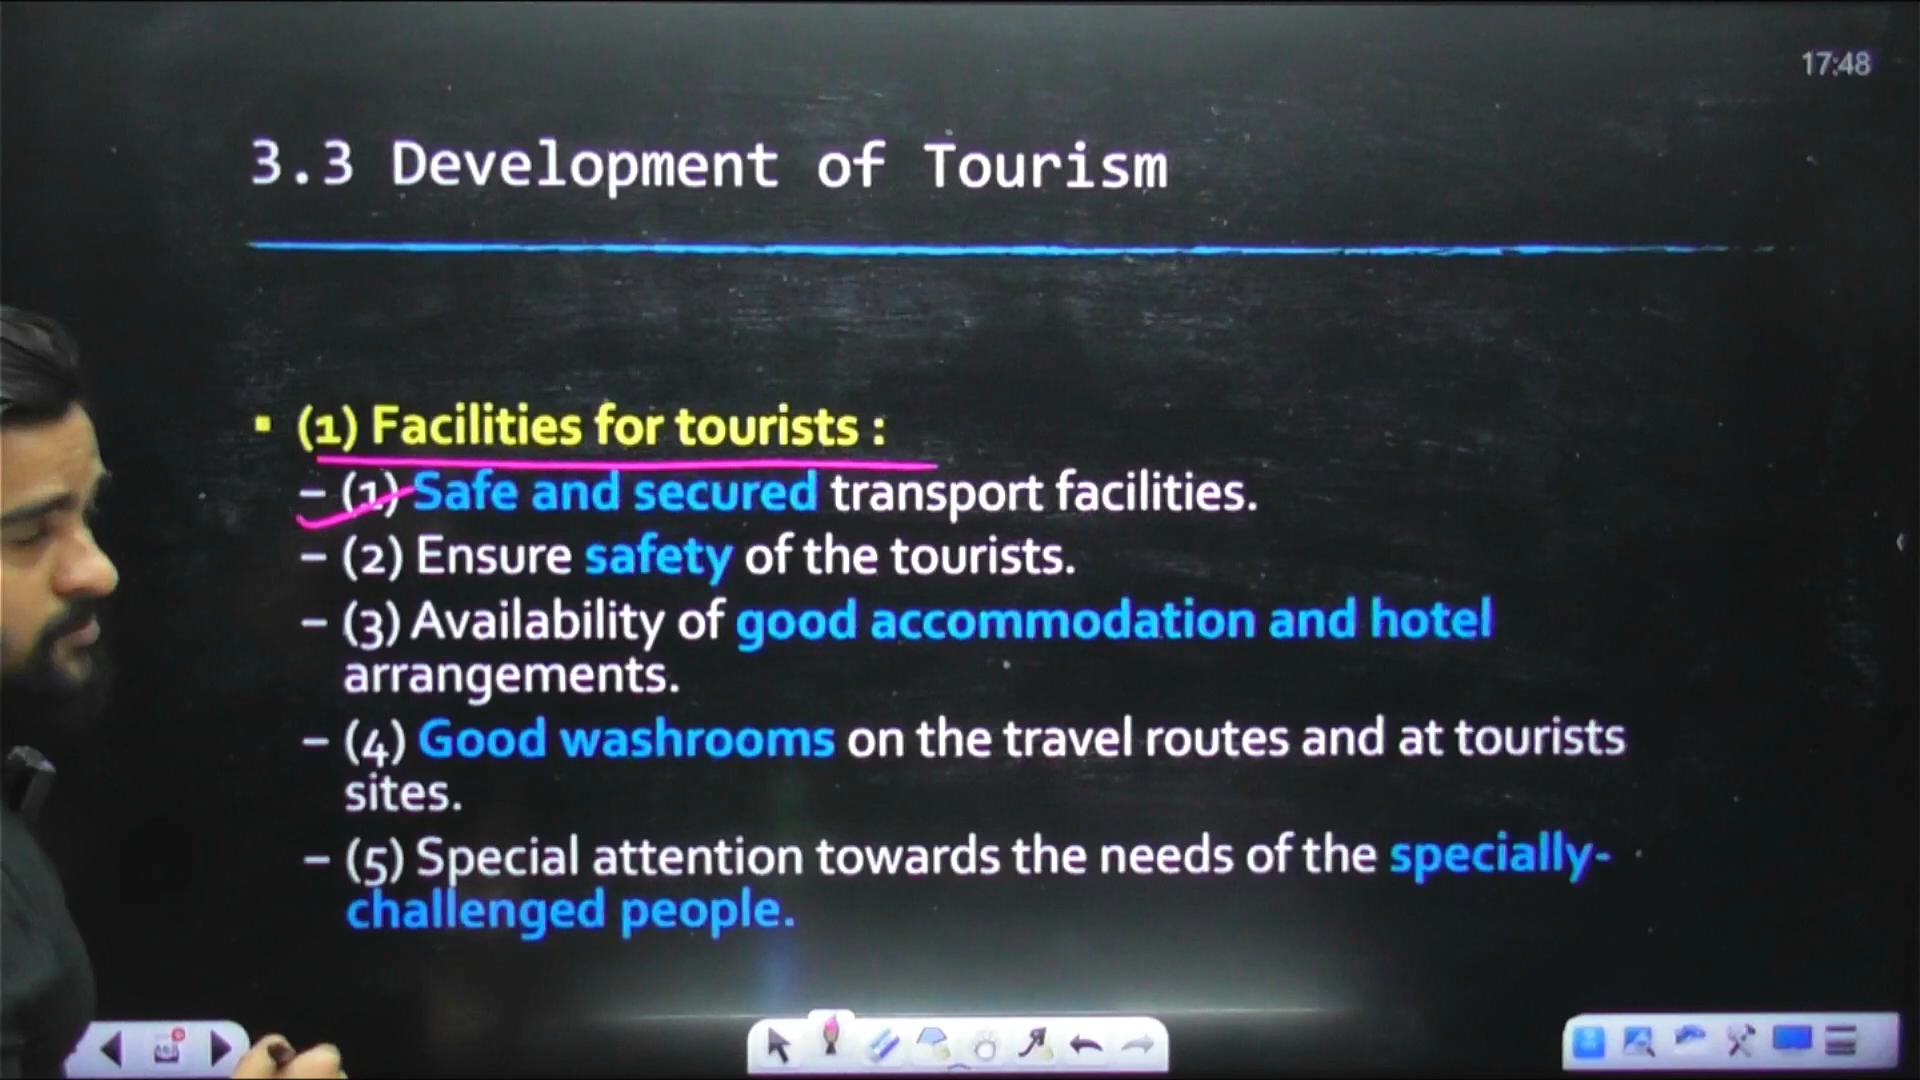 17:48
3.3 Development of Tourism
▪ (1) Facilities for tourists :
– (1) Safe and secured transport facilities.
– (2) Ensure safety of the tourists.
– (3) Availability of good accommodation and hotel
arrangements.
– (4) Good washrooms on the travel routes and at tourists
sites.
– (5) Special attention towards the needs of the specially-
challenged people.